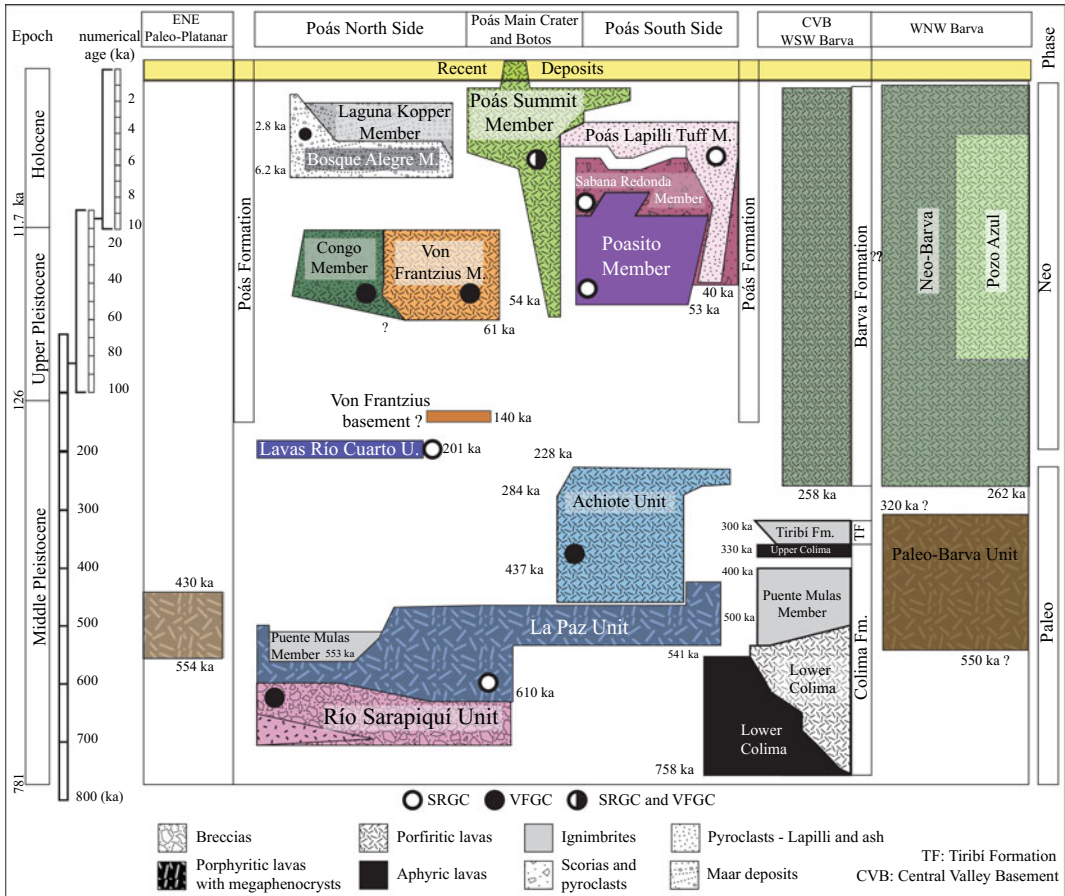 Epoch
numerical
age (ka)
ENE
Paleo-Platanar
Poás North Side
Poás Main Crater
and Botos
Poás South Side
CVB
WSW Barva
WNW Barva
Phase
Recent Deposits
Holocene
11.7 ka
Upper Pleistocene
126
Middle Pleistocene
781
2
4
6
8
10
20
40
60
80
100
200
300
400
500
600
700
800 (ka)
Poás Formation
2.8 ka
6.2 ka
Laguna Kopper
Member
Bosque Alegre M.
Poás Summit
Member
Poás Lapilli Tuff M.
Sabana Redonda
Member
Poasito
Member
Congo
Member
Von
Frantzius M.
?
61 ka
54 ka
40 ka
53 ka
Poás Formation
Barva Formation
??
Neo-Barva
Pozo Azul
Neo
Von Frantzius
basement ?
140 ka
Lavas Río Cuarto U.
201 ka
228 ka
284 ka
Achiote Unit
437 ka
258 ka
262 ka
320 ka ?
300 ka
Tiribí Fm.
TF
330 ka
Upper Colima
400 ka
Puente Mulas
Member
500 ka
Colima Fm.
Paleo-Barva Unit
550 ka ?
Paleo
430 ka
554 ka
La Paz Unit
Puente Mulas
Member 553 ka
541 ka
610 ka
Río Sarapiquí Unit
Lower
Colima
Lower
Colima
758 ka
SRGC
VFGC
SRGC and VFGC
Breccias
Porfiritic lavas
Ignimbrites
Pyroclasts - Lapilli and ash
Porphyritic lavas
with megaphenocrysts
Aphyric lavas
Scorias and
pyroclasts
Maar deposits
TF: Tiribí Formation
CVB: Central Valley Basement